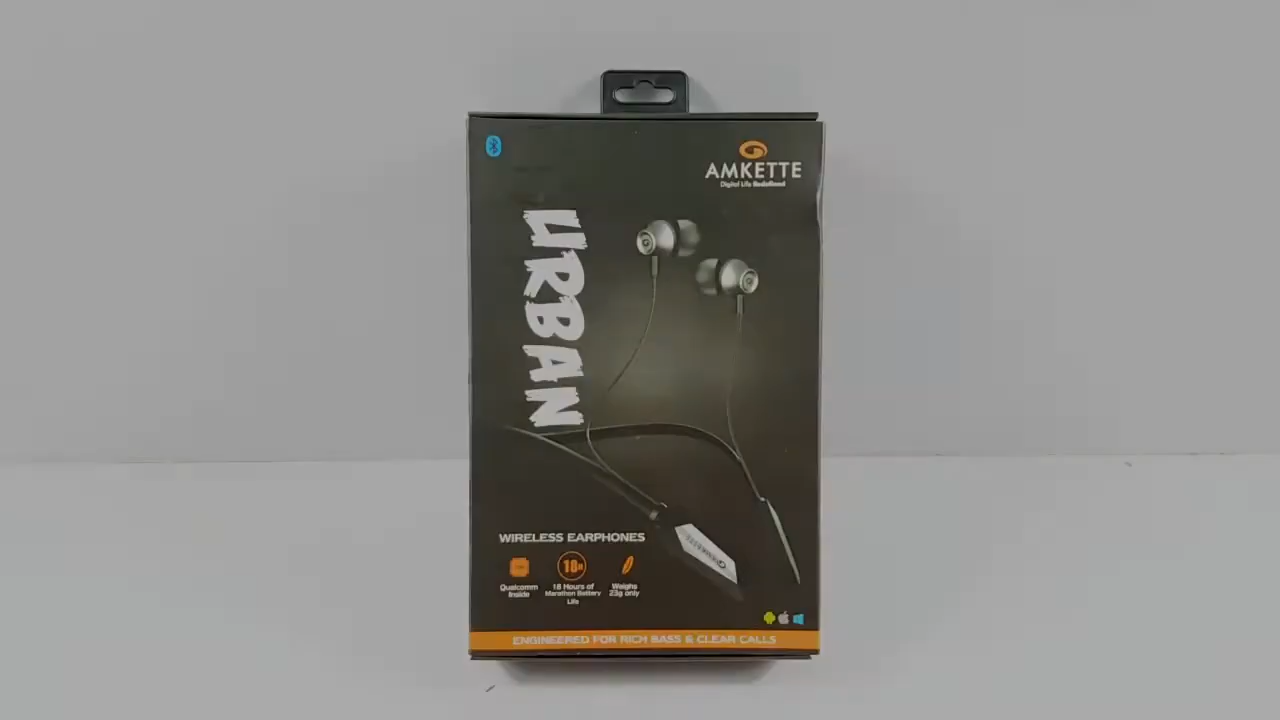 AMKETTE
Digital Life Redefined
URBAN
WIRELESS EARPHONES
18H
Qualcomm
Inside
18 Hours of
Marathon Battery
Life
Weighs
23g only
ENGINEERED FOR RICH BASS & CLEAR CALLS